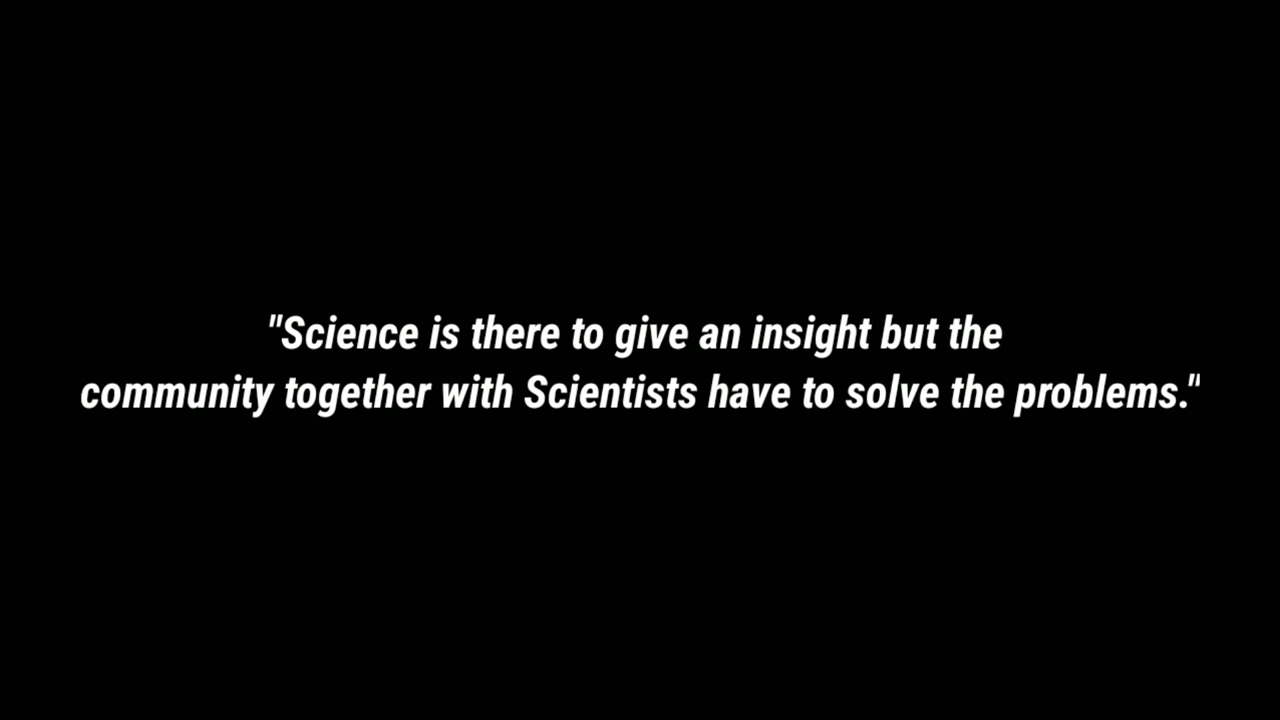 "Science is there to give an insight but the
community together with Scientists have to solve the problems."